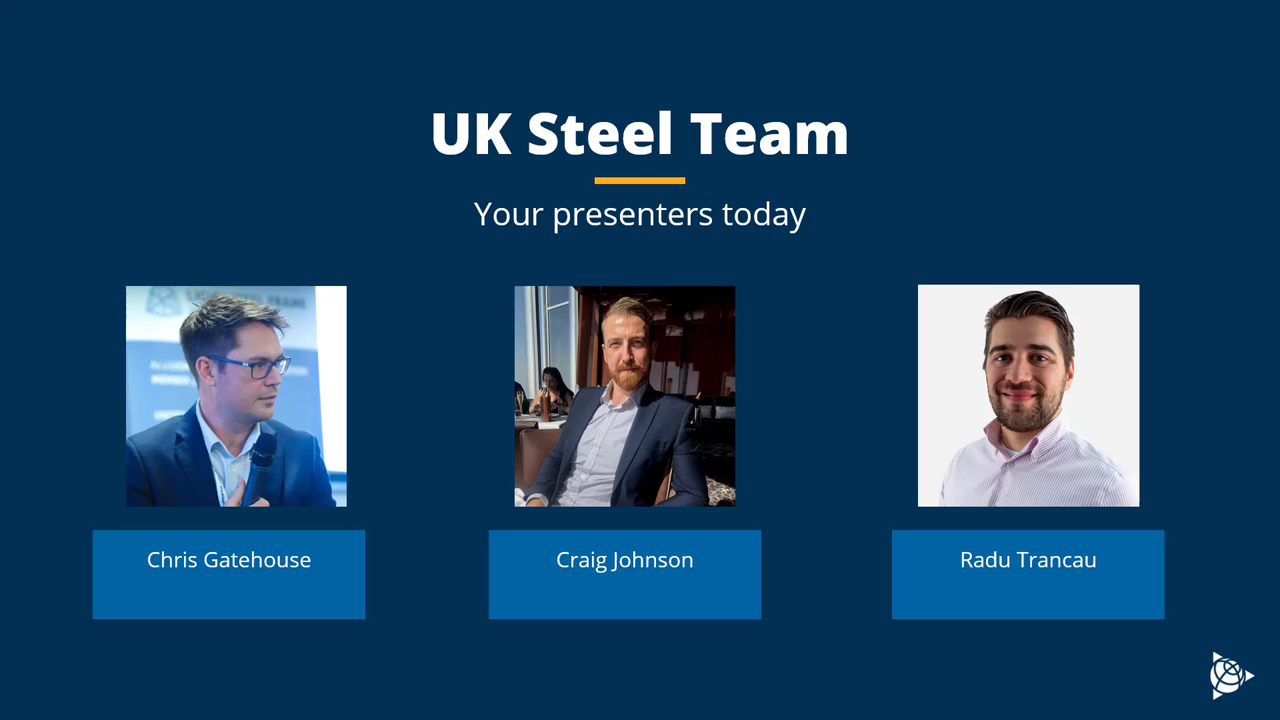 UK Steel Team
Your presenters today
Chris Gatehouse
Craig Johnson
Radu Trancau